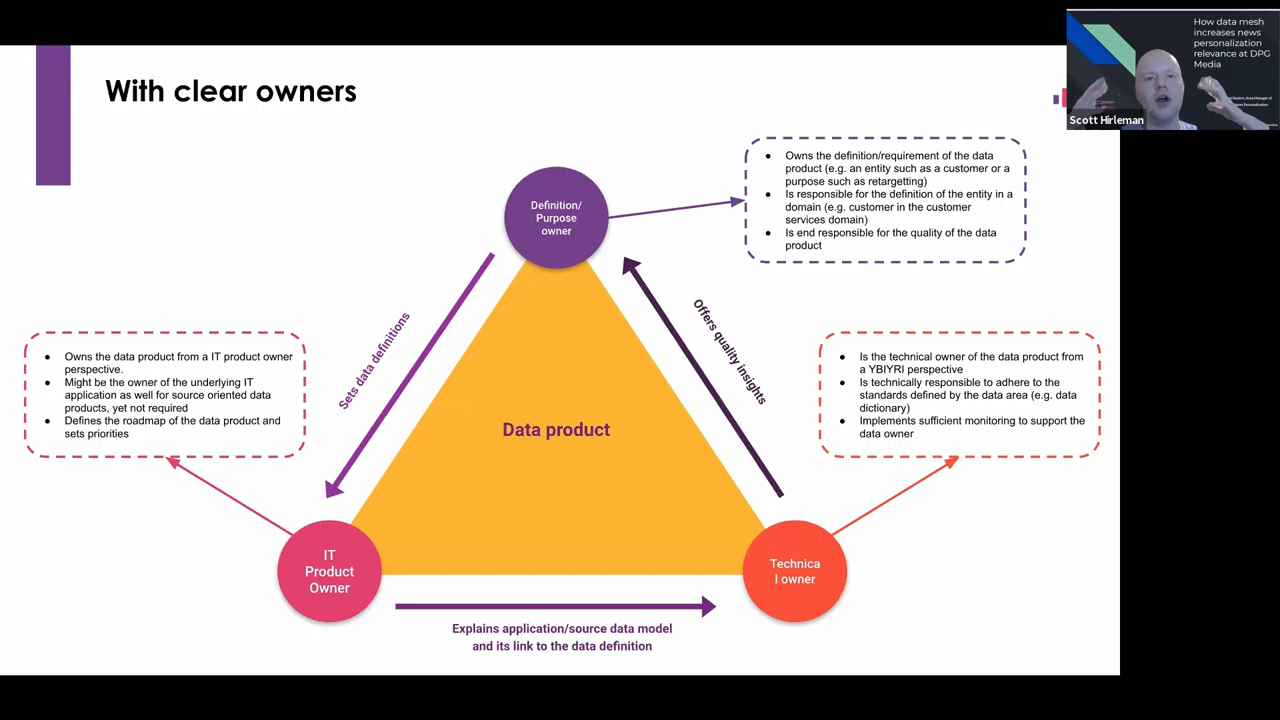 With clear owners
How data mesh
increases news
personalization
relevance at DPG
Media
Scott Hirleman
Definition/
Purpose
owner
● Owns the definition/requirement of the data
product (e.g. an entity such as a customer or a
purpose such as retargetting)
● Is responsible for the definition of the entity in a
domain (e.g. customer in the customer
services domain)
● Is end responsible for the quality of the data
product
Sets data definitions
Offers quality insights
● Owns the data product from a IT product owner
perspective.
● Might be the owner of the underlying IT
application as well for source oriented data
products, yet not required
● Defines the roadmap of the data product and
sets priorities
● Is the technical owner of the data product from
a YBIYRI perspective
● Is technically responsible to adhere to the
standards defined by the data area (e.g. data
dictionary)
● Implements sufficient monitoring to support the
data owner
Data product
IT
Product
Owner
Technica
l owner
Explains application/source data model
and its link to the data definition